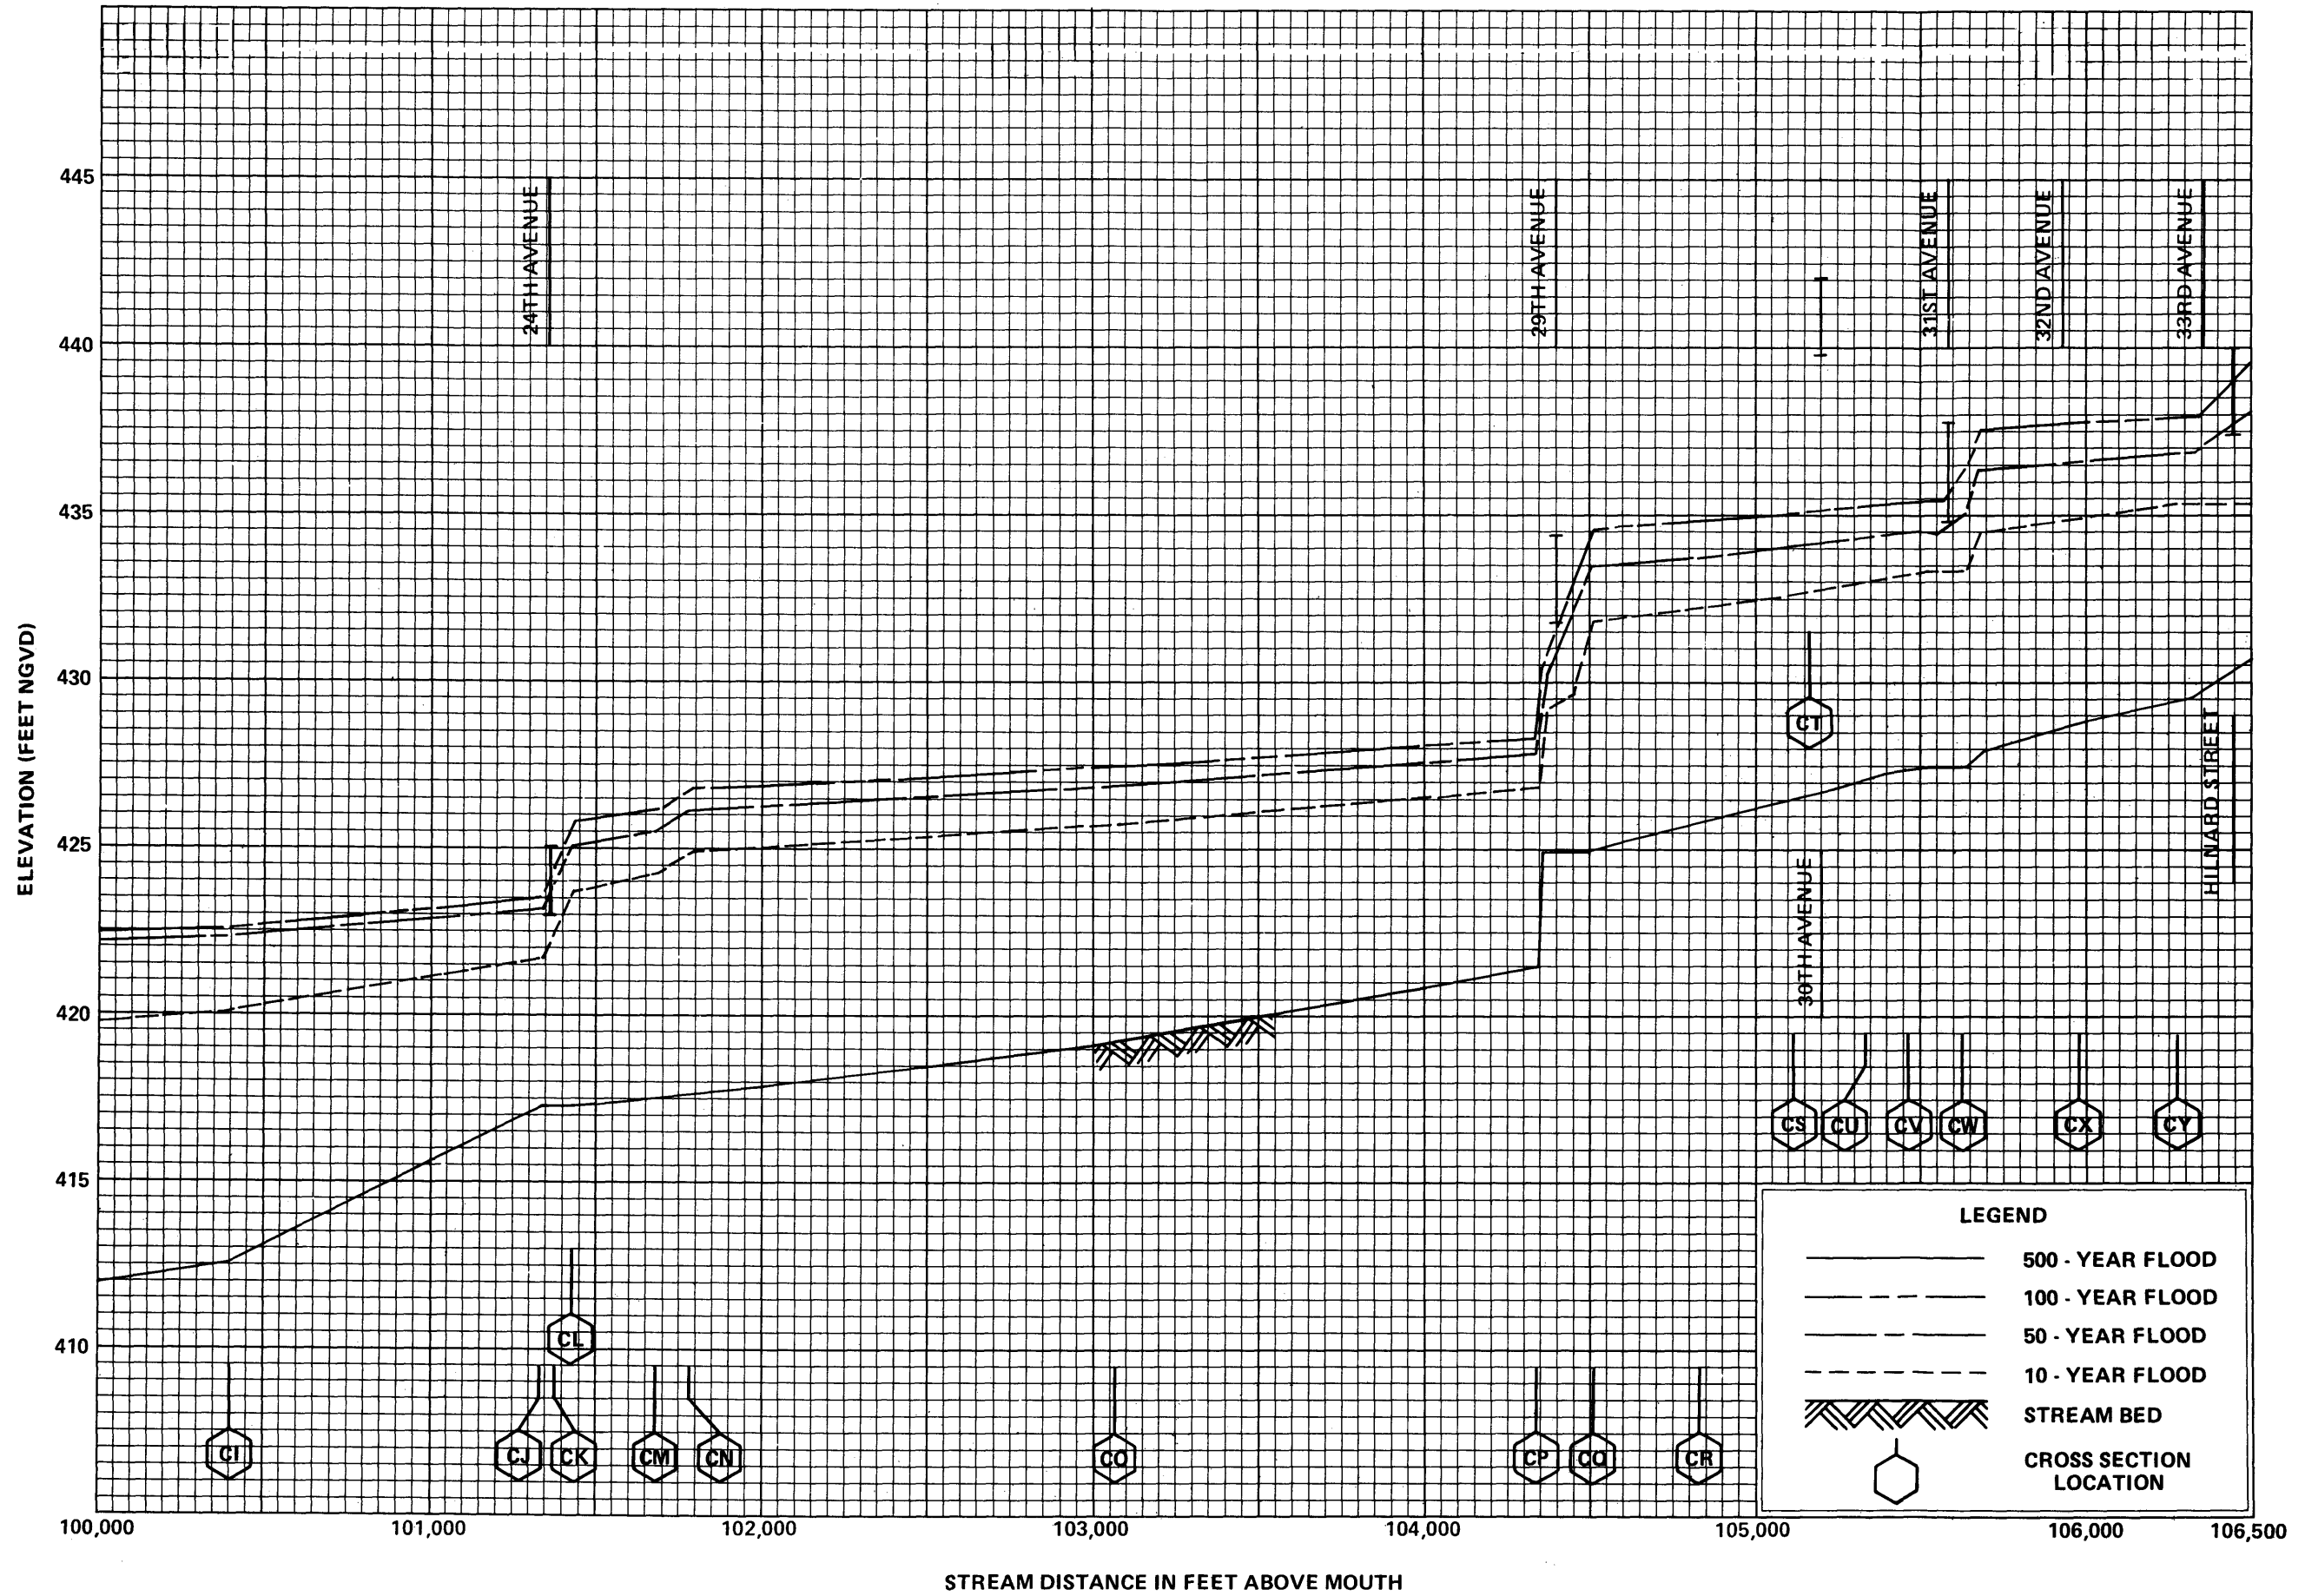 445
440
435
430
425
420
415
410
ELEVATION (FEET NGVD)
24TH AVENUE
29TH AVENUE
31ST AVENUE
32ND AVENUE
33RD AVENUE
30TH AVENUE
HILNARD STREET
CT
CS
CU
CV
CW
CX
CY
CL
CI
CJ
CK
CM
CN
CO
CP
CQ
CR
LEGEND
500 - YEAR FLOOD
100 - YEAR FLOOD
50 - YEAR FLOOD
10 - YEAR FLOOD
STREAM BED
CROSS SECTION
LOCATION
100,000
101,000
102,000
103,000
104,000
105,000
106,000
106,500
STREAM DISTANCE IN FEET ABOVE MOUTH